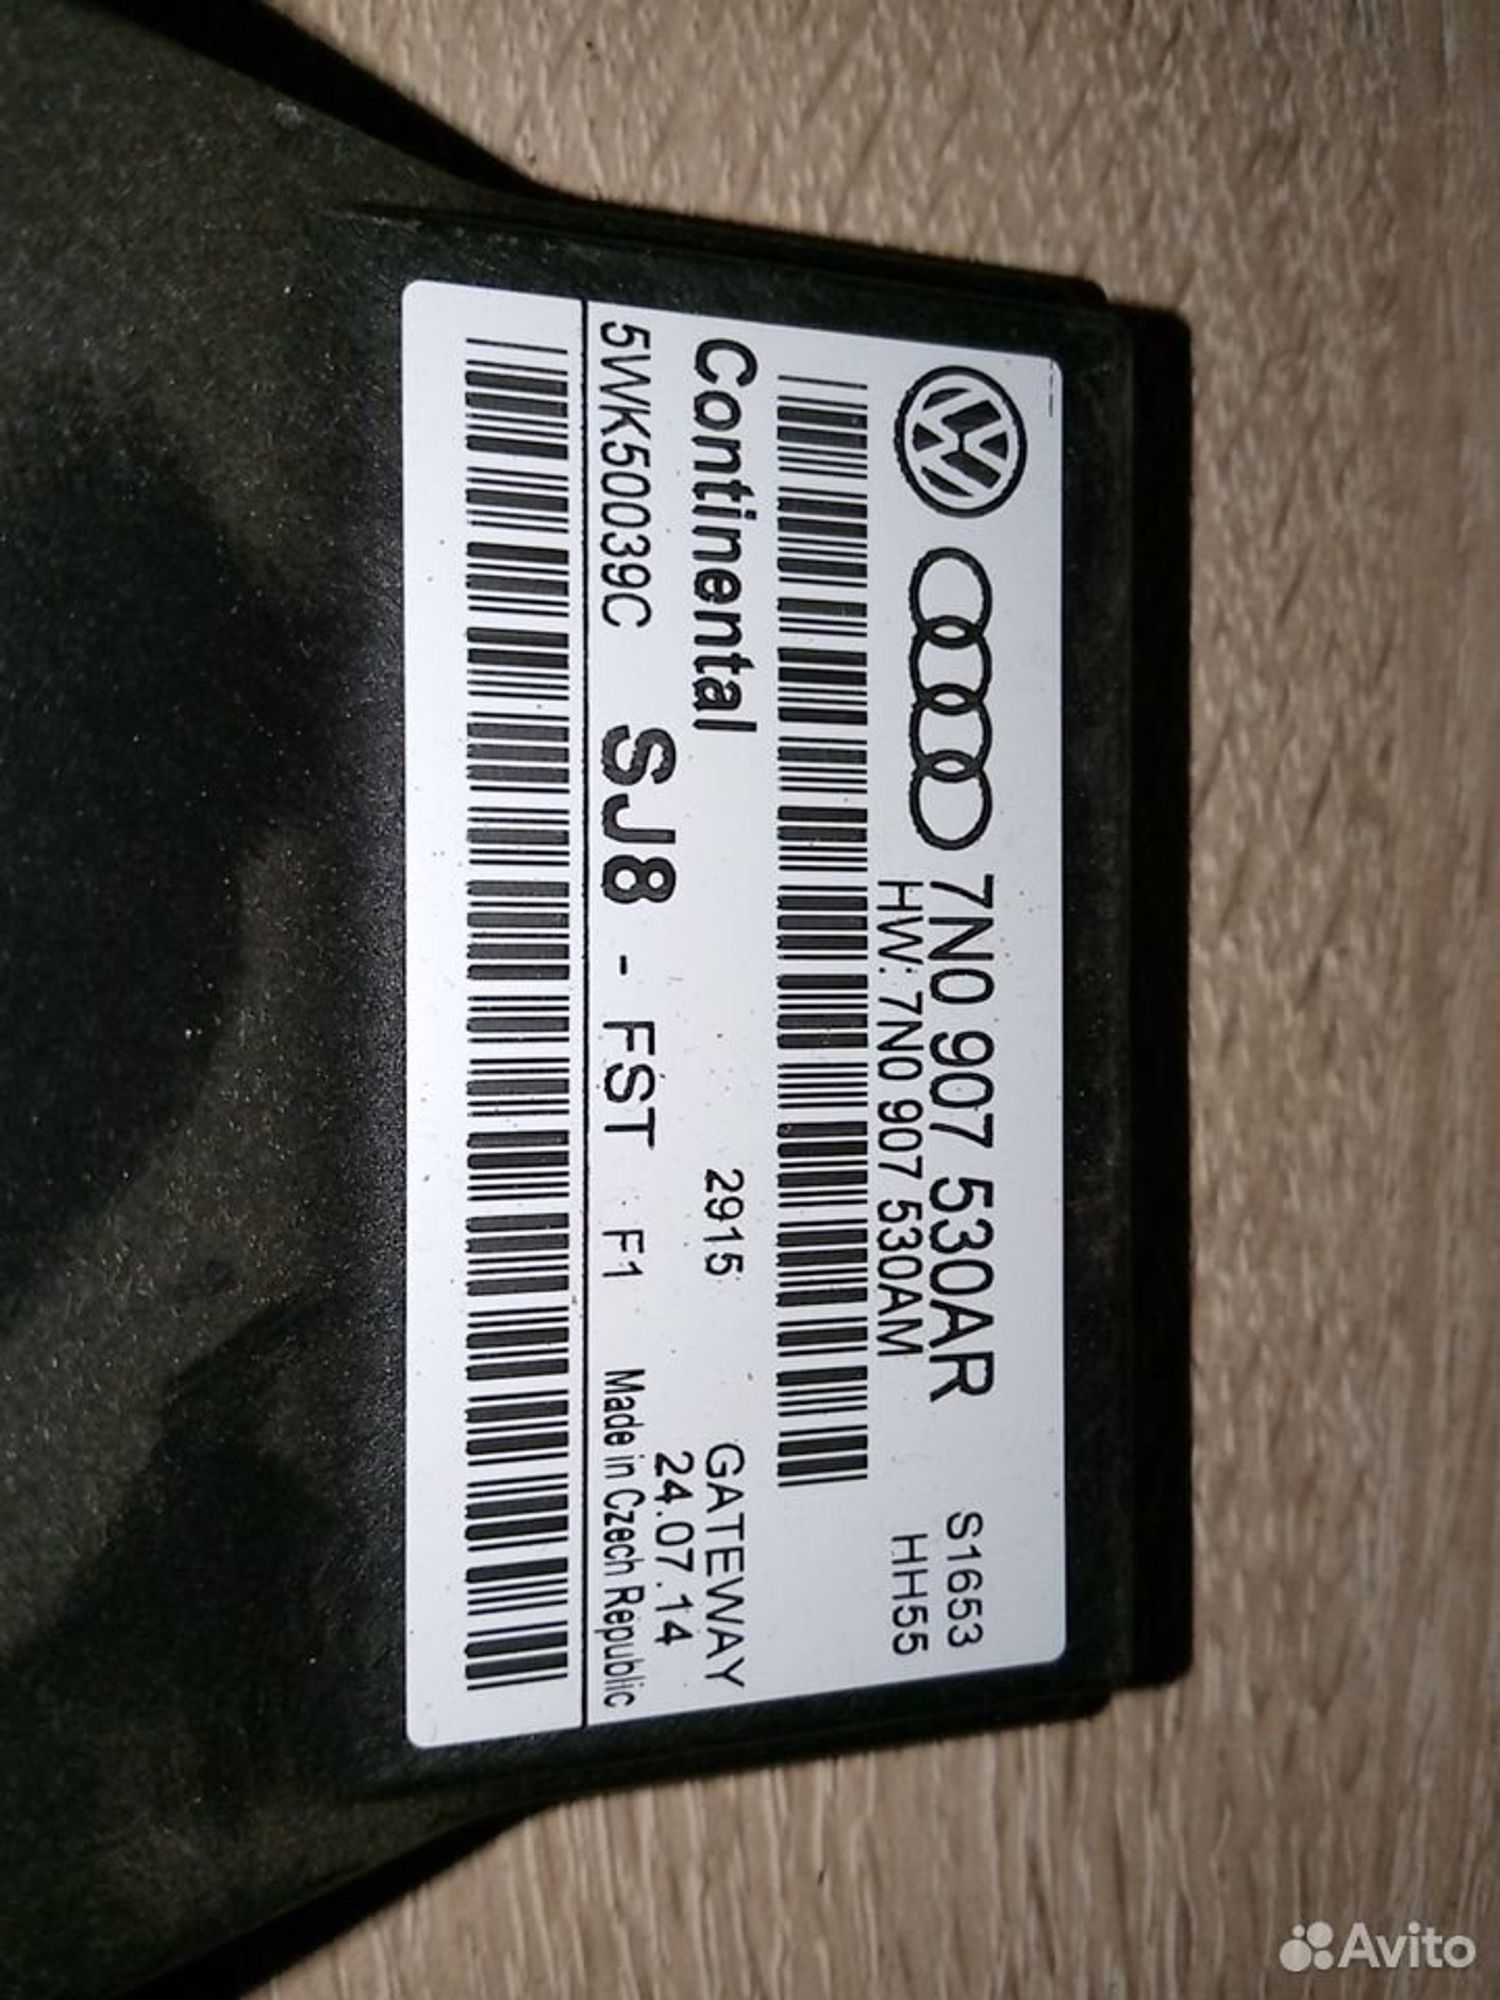 7N0 907 530AR S1653
HW: 7N0 907 530AM HH55
Continental 2915 GATEWAY
24.07.14
5WK50039C SJ8 - FST F1 Made in Czech Republic
Avito